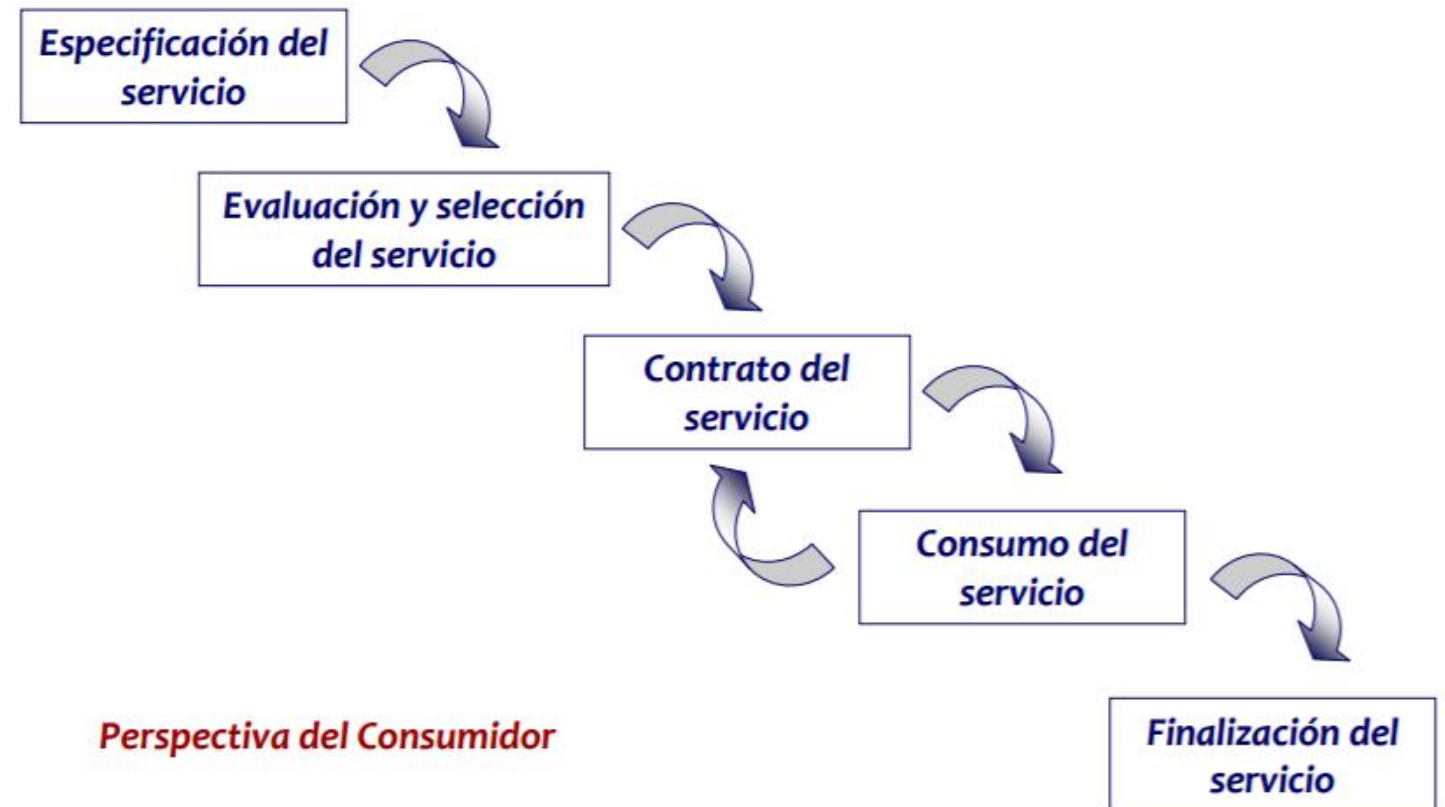 Especificación del
servicio
Evaluación y selección
del servicio
Contrato del
servicio
Consumo del
servicio
Perspectiva del Consumidor
Finalización del
servicio